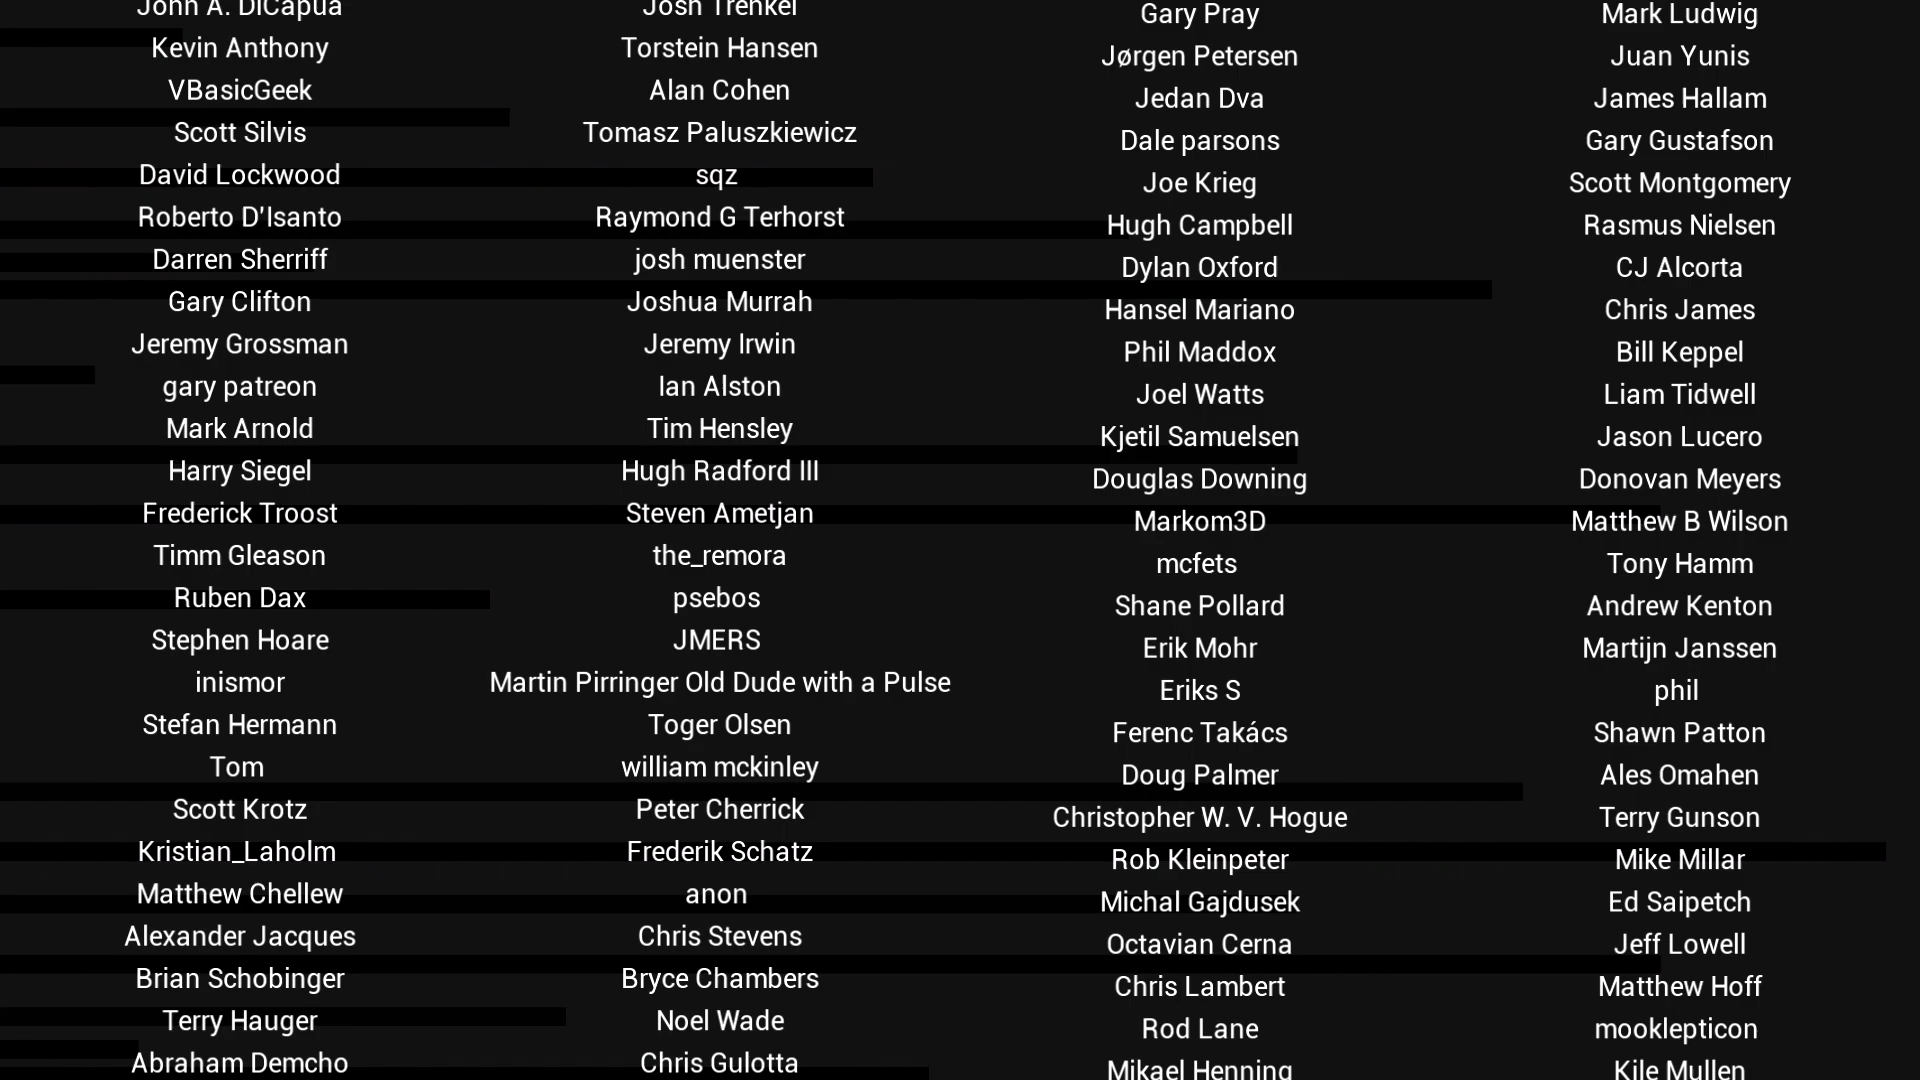 John A. DiCapua
Kevin Anthony
VBasicGeek
Scott Silvis
David Lockwood
Roberto D'Isanto
Darren Sherriff
Gary Clifton
Jeremy Grossman
gary patreon
Mark Arnold
Harry Siegel
Frederick Troost
Timm Gleason
Ruben Dax
Stephen Hoare
inismor
Stefan Hermann
Tom
Scott Krotz
Kristian_Laholm
Matthew Chellew
Alexander Jacques
Brian Schobinger
Terry Hauger
Abraham Demcho
Josh Trenkel
Torstein Hansen
Alan Cohen
Tomasz Paluszkiewicz
sqz
Raymond G Terhorst
josh muenster
Joshua Murrah
Jeremy Irwin
Ian Alston
Tim Hensley
Hugh Radford III
Steven Ametjan
the_remora
psebos
JMERS
Martin Pirringer Old Dude with a Pulse
Toger Olsen
william mckinley
Peter Cherrick
Frederik Schatz
anon
Chris Stevens
Bryce Chambers
Noel Wade
Chris Gulotta
Gary Pray
Jørgen Petersen
Jedan Dva
Dale parsons
Joe Krieg
Hugh Campbell
Dylan Oxford
Hansel Mariano
Phil Maddox
Joel Watts
Kjetil Samuelsen
Douglas Downing
Markom3D
mcfets
Shane Pollard
Erik Mohr
Eriks S
Ferenc Takács
Doug Palmer
Christopher W. V. Hogue
Rob Kleinpeter
Michal Gajdusek
Octavian Cerna
Chris Lambert
Rod Lane
Mikael Henning
Mark Ludwig
Juan Yunis
James Hallam
Gary Gustafson
Scott Montgomery
Rasmus Nielsen
CJ Alcorta
Chris James
Bill Keppel
Liam Tidwell
Jason Lucero
Donovan Meyers
Matthew B Wilson
Tony Hamm
Andrew Kenton
Martijn Janssen
phil
Shawn Patton
Ales Omahen
Terry Gunson
Mike Millar
Ed Saipetch
Jeff Lowell
Matthew Hoff
mooklepticon
Kile Mullen